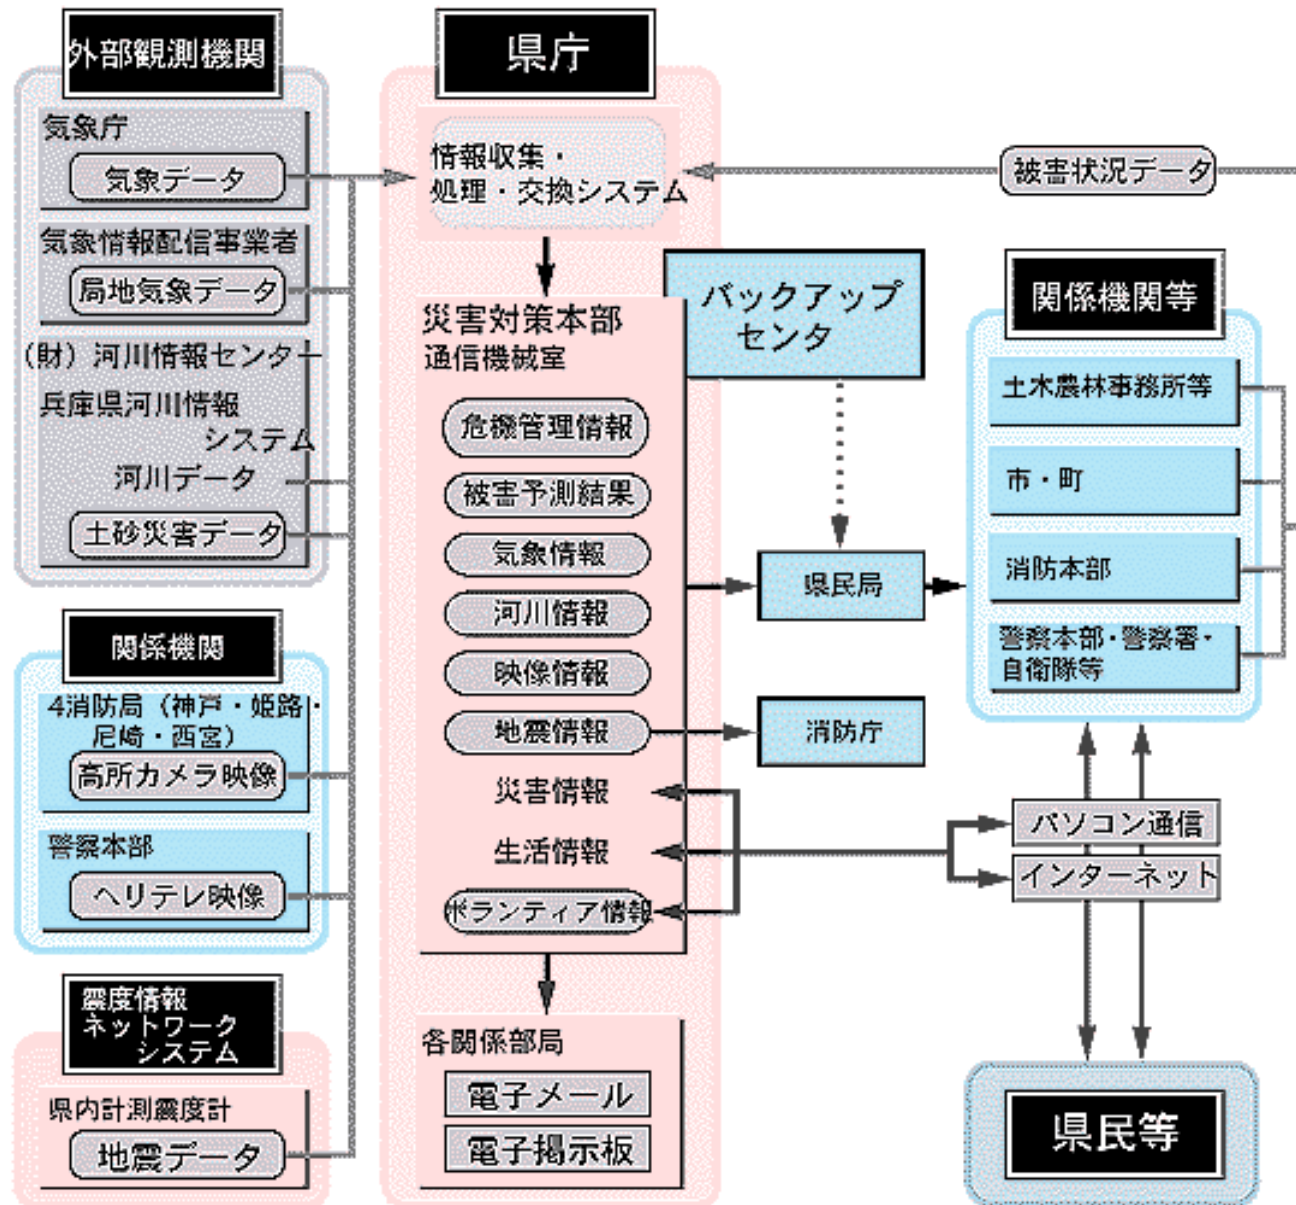 外部観測機関
気象庁
気象データ
気象情報配信事業者
局地気象データ
(財)河川情報センタ
兵庫県河川情報
システム
河川データ
土砂災害データ
関係機関
4消防局(神戸・姫路・
尼崎・西宮)
高所カメラ映像
警察本部
ヘリテレ映像
震度情報
ネットワーク
システム
県内計測震度計
地震データ
県庁
情報収集・
処理・交換システム
災害対策本部
通信機械室
危機管理情報
被害予測結果
気象情報
河川情報
映像情報
地震情報
災害情報
生活情報
ボランティア情報
各関係部局
電子メール
電子掲示板
バックアップ
センタ
県民局
消防庁
被害状況データ
関係機関等
土木農林事務所等
市・町
消防本部
警察本部・警察署・
自衛隊等
パソコン通信
インターネット
県民等